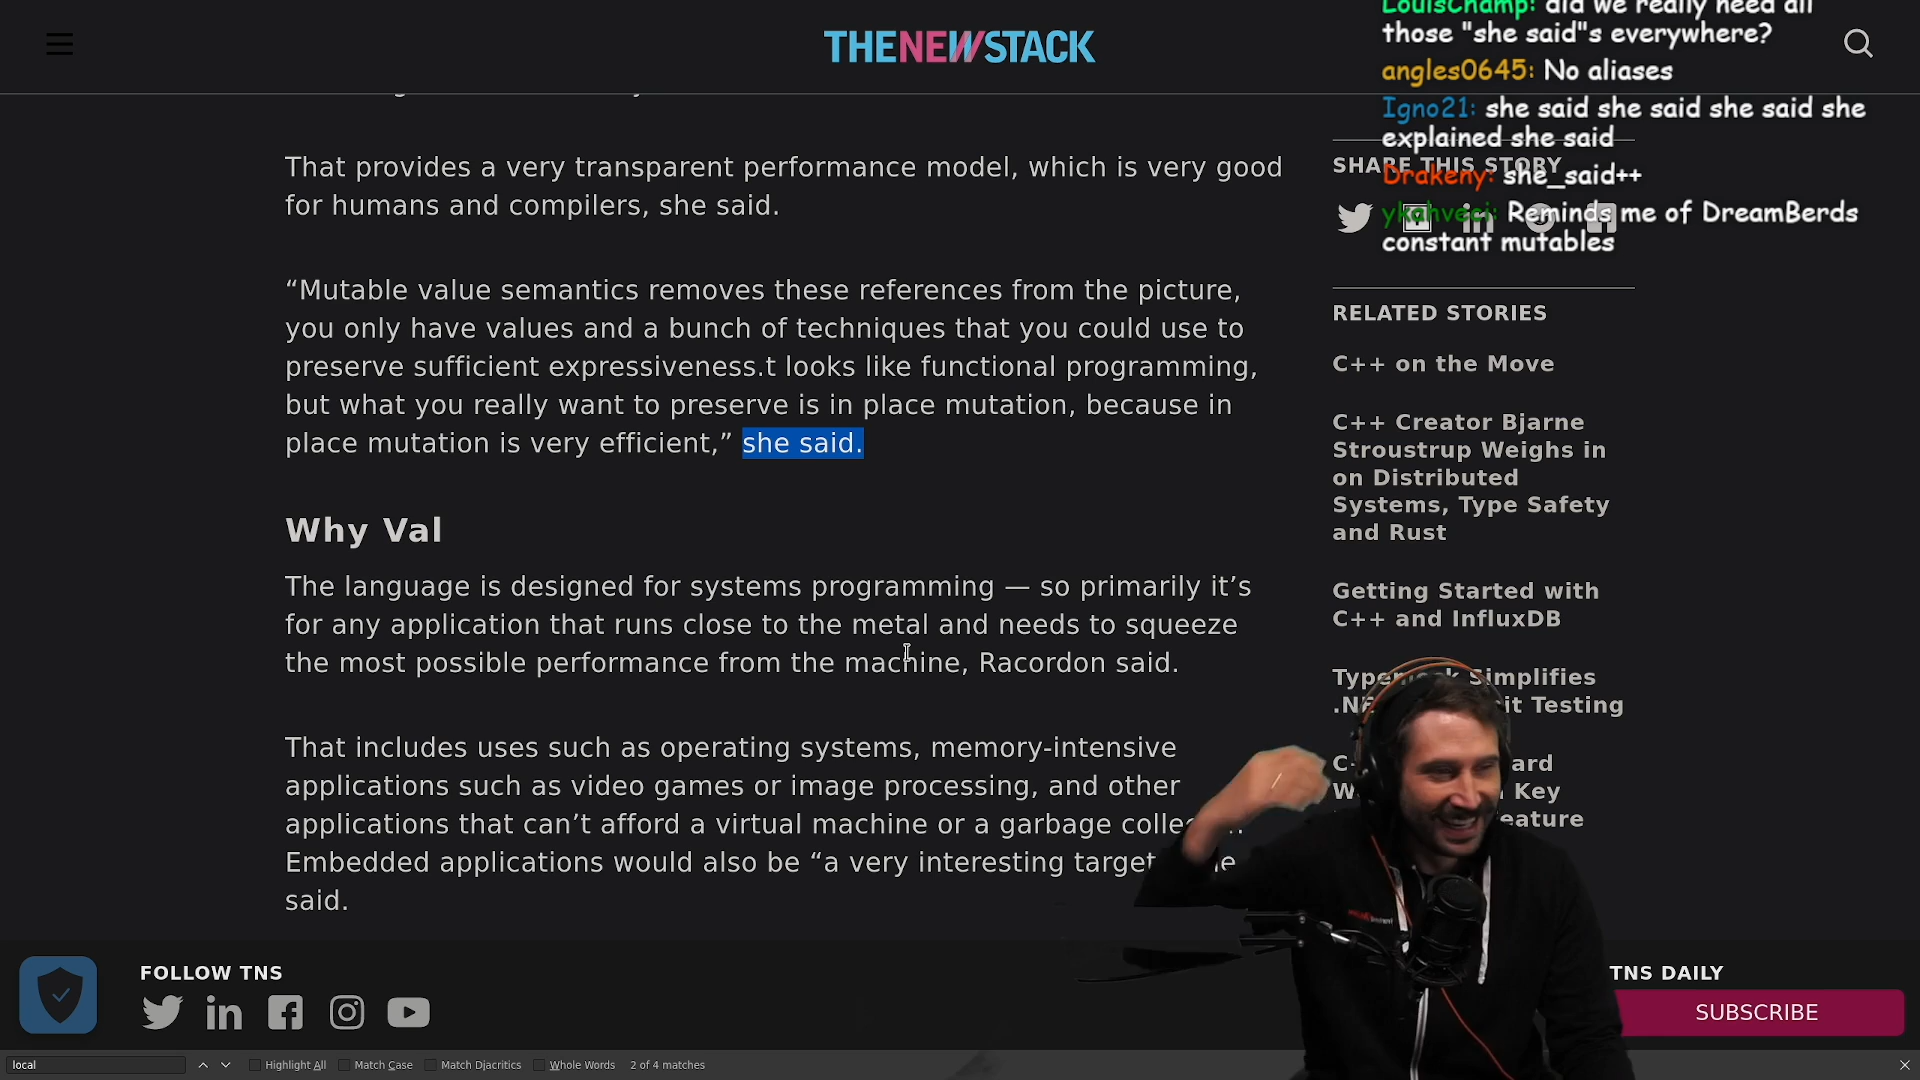 THENEWSTACK
LouisChamp: did we really need all
those "she said"s everywhere?
angles0645: No aliases
Igno21: she said she said she said she
explained she said
Drakeny: she_said++
ykahveci: Reminds me of DreamBerds
constant mutables
That provides a very transparent performance model, which is very good
for humans and compilers, she said.
“Mutable value semantics removes these references from the picture,
you only have values and a bunch of techniques that you could use to
preserve sufficient expressiveness.t looks like functional programming,
but what you really want to preserve is in place mutation, because in
place mutation is very efficient,” she said.
Why Val
The language is designed for systems programming — so primarily it’s
for any application that runs close to the metal and needs to squeeze
the most possible performance from the machine, Racordon said.
That includes uses such as operating systems, memory-intensive
applications such as video games or image processing, and other
applications that can’t afford a virtual machine or a garbage
Embedded applications would also be “a very interesting target
said.
SHARE THIS STORY
RELATED STORIES
C++ on the Move
C++ Creator Bjarne
Stroustrup Weighs in
on Distributed
Systems, Type Safety
and Rust
Getting Started with
C++ and InfluxDB
Simplifies
Testing
Key
FOLLOW TNS
TNS DAILY
SUBSCRIBE
local
Highlight All
Match Case
Match Diacritics
Whole Words
2 of 4 matches